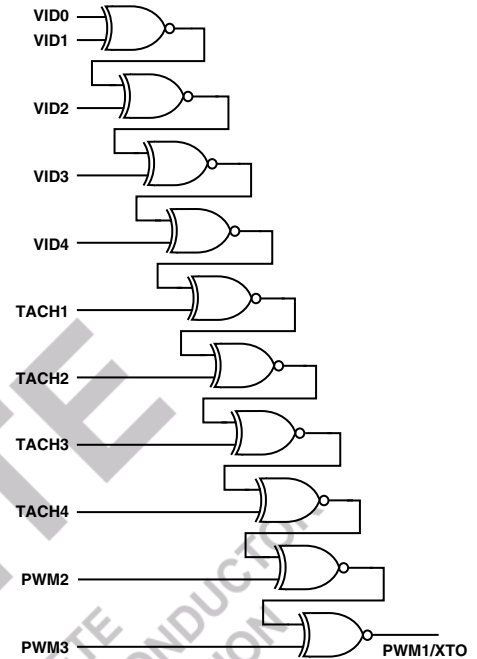 VID0
VID1
VID2
VID3
VID4
TACH1
TACH2
TACH3
TACH4
PWM2
PWM3
PWM1/XTO